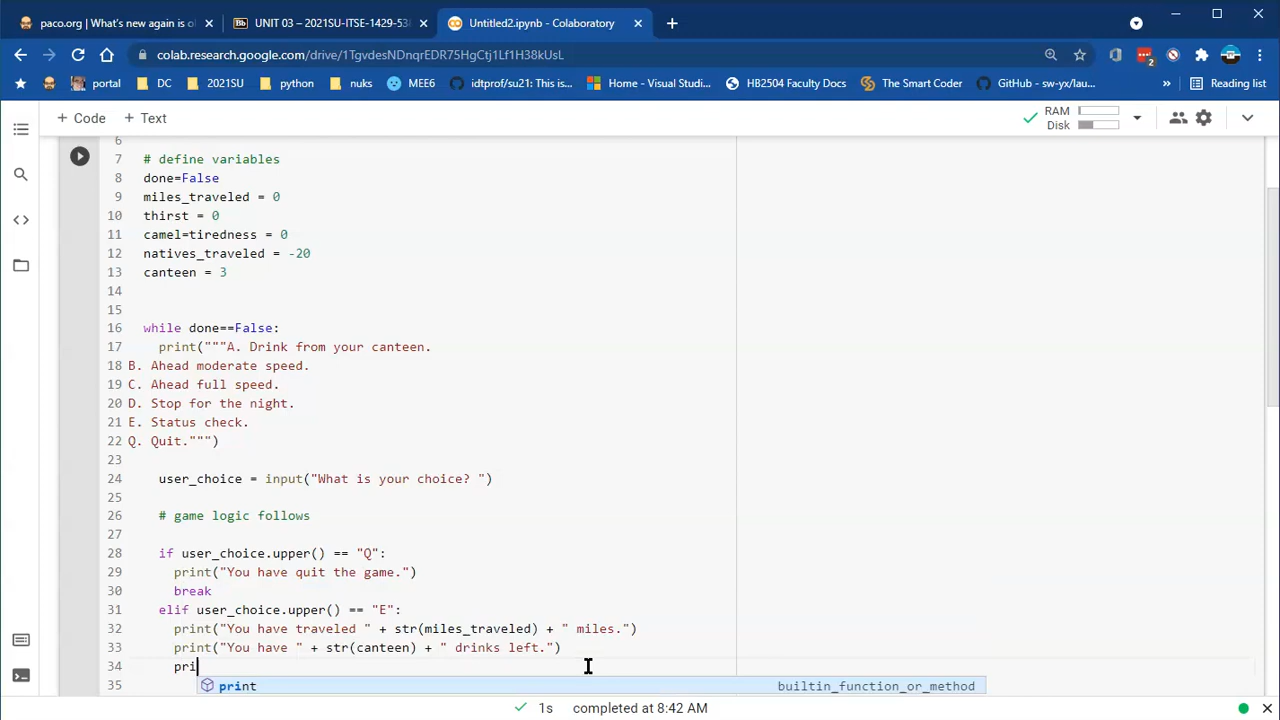 paco.org | What's new again is ol
UNIT 03 – 2021SU-ITSE-1429-53
Untitled2.ipynb - Colaboratory
colab.research.google.com/drive/1TgvdesNDnqrEDR75HgCtj1Lf1H38kUsL
2
portal
DC
2021SU
python
nuks
MEE6
idtprof/su21: This is...
Home - Visual Studi...
HB2504 Faculty Docs
The Smart Coder
GitHub - sw-yx/lau...
»
Reading list
+ Code + Text
RAM
Disk
6
7 # define variables
8 done=False
9 miles_traveled = 0
10 thirst = 0
11 camel=tiredness = 0
12 natives_traveled = -20
13 canteen = 3
14
15
16 while done==False:
17 print("""A. Drink from your canteen.
18 B. Ahead moderate speed.
19 C. Ahead full speed.
20 D. Stop for the night.
21 E. Status check.
22 Q. Quit.""")
23
24 user_choice = input("What is your choice? ")
25
26 # game logic follows
27
28 if user_choice.upper() == "Q":
29 print("You have quit the game.")
30 break
31 elif user_choice.upper() == "E":
32 print("You have traveled " + str(miles_traveled) + " miles.")
33 print("You have " + str(canteen) + " drinks left.")
34 pri
35
print builtin_function_or_method
1s completed at 8:42 AM